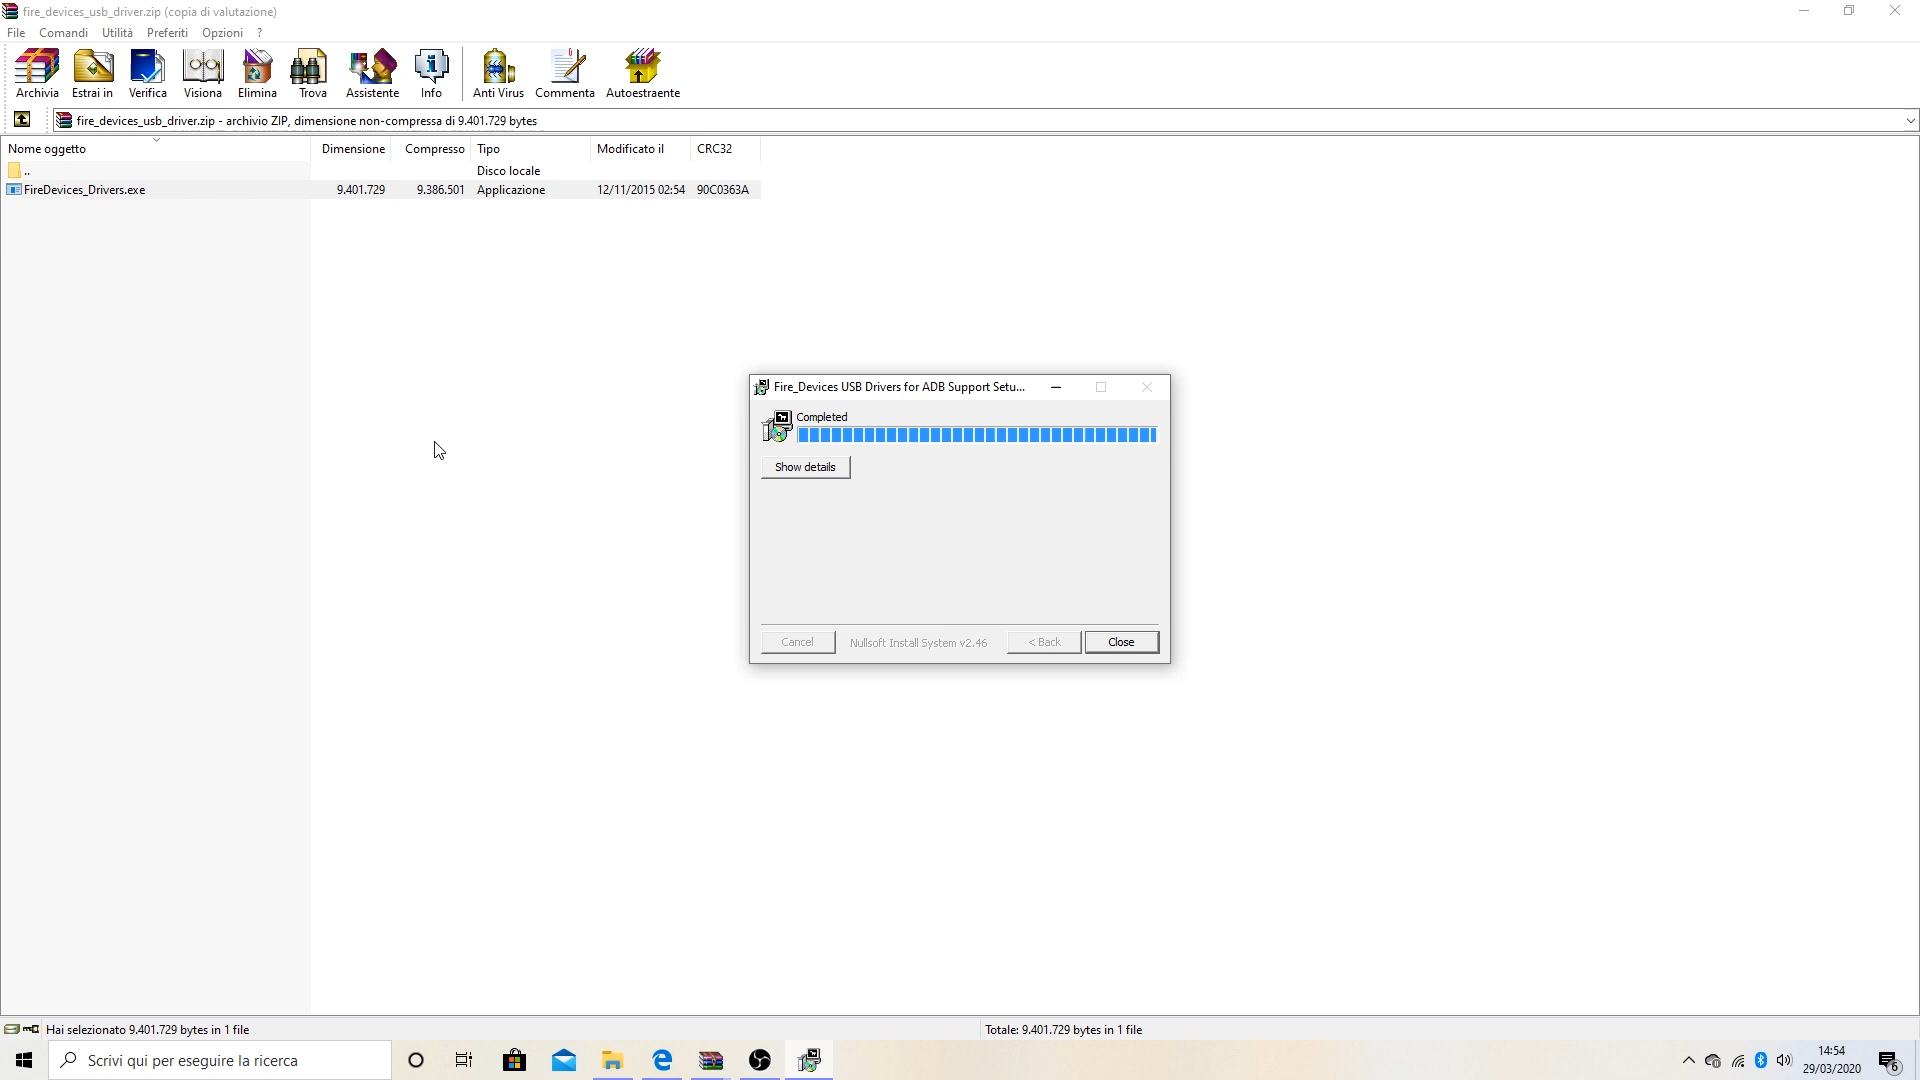 fire_devices_usb_driver.zip (copia di valutazione)
File Comandi Utilità Preferiti Opzioni ?
Archivia Estrai in Verifica Visiona Elimina Trova Assistente Info Anti Virus Commenta Autoestraente
fire_devices_usb_driver.zip - archivio ZIP, dimensione non-compressa di 9.401.729 bytes
Nome oggetto Dimensione Compresso Tipo Modificato il CRC32
.. Disco locale
FireDevices_Drivers.exe 9.401.729 9.386.501 Applicazione 12/11/2015 02:54 90C0363A
Fire_Devices USB Drivers for ADB Support Setu...
Completed
Show details
Cancel Nullsoft Install System v2.46 < Back Close
Hai selezionato 9.401.729 bytes in 1 file Totale: 9.401.729 bytes in 1 file
Scrivi qui per eseguire la ricerca
14:54
29/03/2020
6